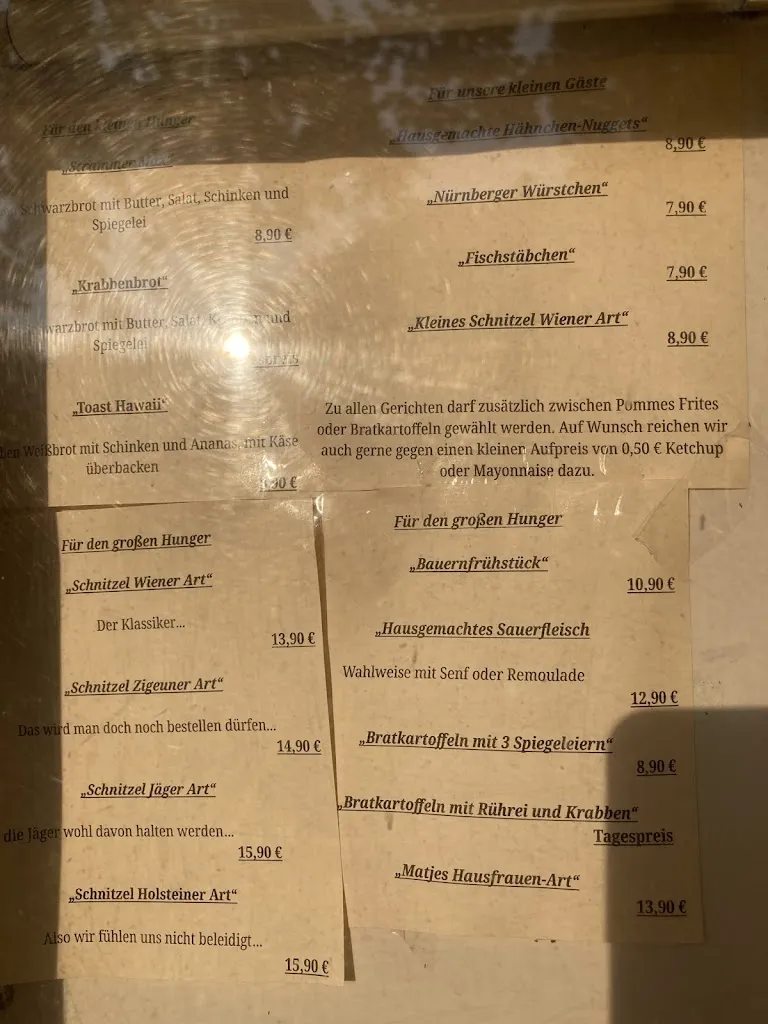 Für den kleinen Hunger
„Strammer Max“
Schwarzbrot mit Butter, Salat, Schinken und
Spiegelei
8,90 €
„Krabbenbrot“
mit Butter, Salat, und
Spiegelei
„Toast Hawaii“
Weißbrot mit Schinken und Ananas, mit Käse
überbacken
Für unsere kleinen Gäste
„Hausgemachte Hähnchen-Nuggets“
8,90 €
„Nürnberger Würstchen“
7,90 €
„Fischstäbchen“
7,90 €
„Kleines Schnitzel Wiener Art“
8,90 €
Zu allen Gerichten darf zusätzlich zwischen Pommes Frites
oder Bratkartoffeln gewählt werden. Auf Wunsch reichen wir
auch gerne gegen einen kleiner Aufpreis von 0,50 € Ketchup
oder Mayonnaise dazu.
Für den großen Hunger
„Schnitzel Wiener Art“
Der Klassiker...
13,90 €
„Schnitzel Zigeuner Art“
Das wird man doch noch bestellen dürfen...
14,90 €
„Schnitzel Jäger Art“
die Jäger wohl davon halten werden...
15,90 €
„Schnitzel Holsteiner Art“
Also wir fühlen uns nicht beleidigt...
15,90 €
Für den großen Hunger
„Bauernfrühstück“
10,90 €
„Hausgemachtes Sauerfleisch
Wahlweise mit Senf oder Remoulade
12,90 €
„Bratkartoffeln mit 3 Spiegeleiern“
8,90 €
„Bratkartoffeln mit Rührei und Krabben“
Tagespreis
„Matjes Hausfrauen-Art“
13,90 €